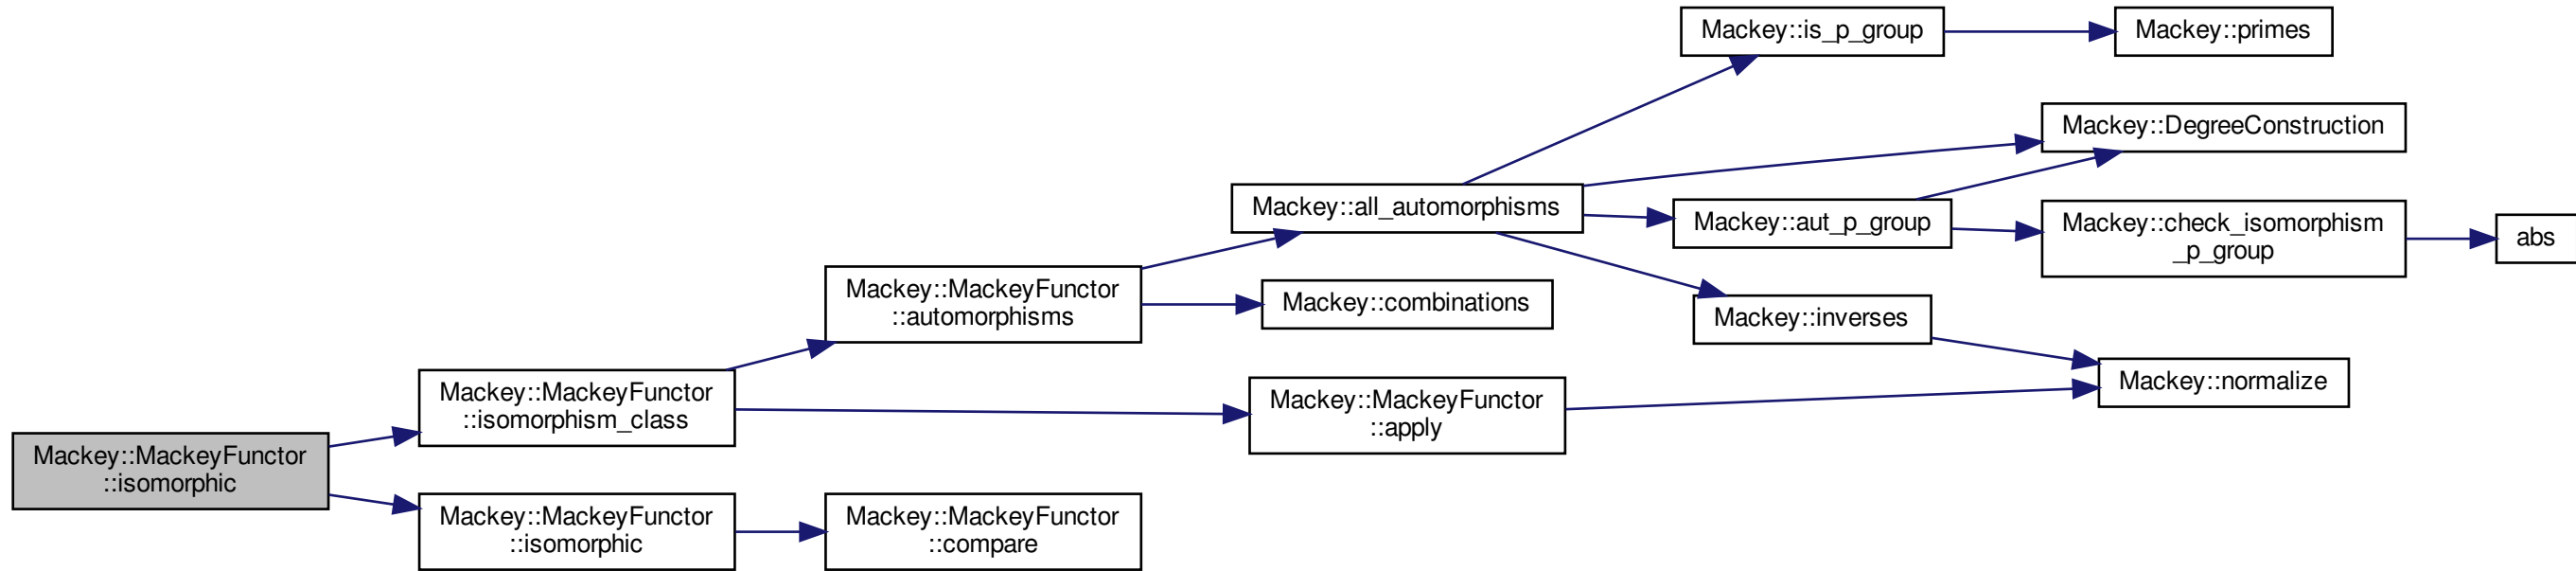 Mackey::is_p_group
Mackey::primes
Mackey::DegreeConstruction
Mackey::all_automorphisms
Mackey::aut_p_group
Mackey::check_isomorphism
_p_group
abs
Mackey::MackeyFunctor
::automorphisms
Mackey::combinations
Mackey::inverses
Mackey::MackeyFunctor
::isomorphism_class
Mackey::MackeyFunctor
::apply
Mackey::normalize
Mackey::MackeyFunctor
::isomorphic
Mackey::MackeyFunctor
::isomorphic
Mackey::MackeyFunctor
::compare